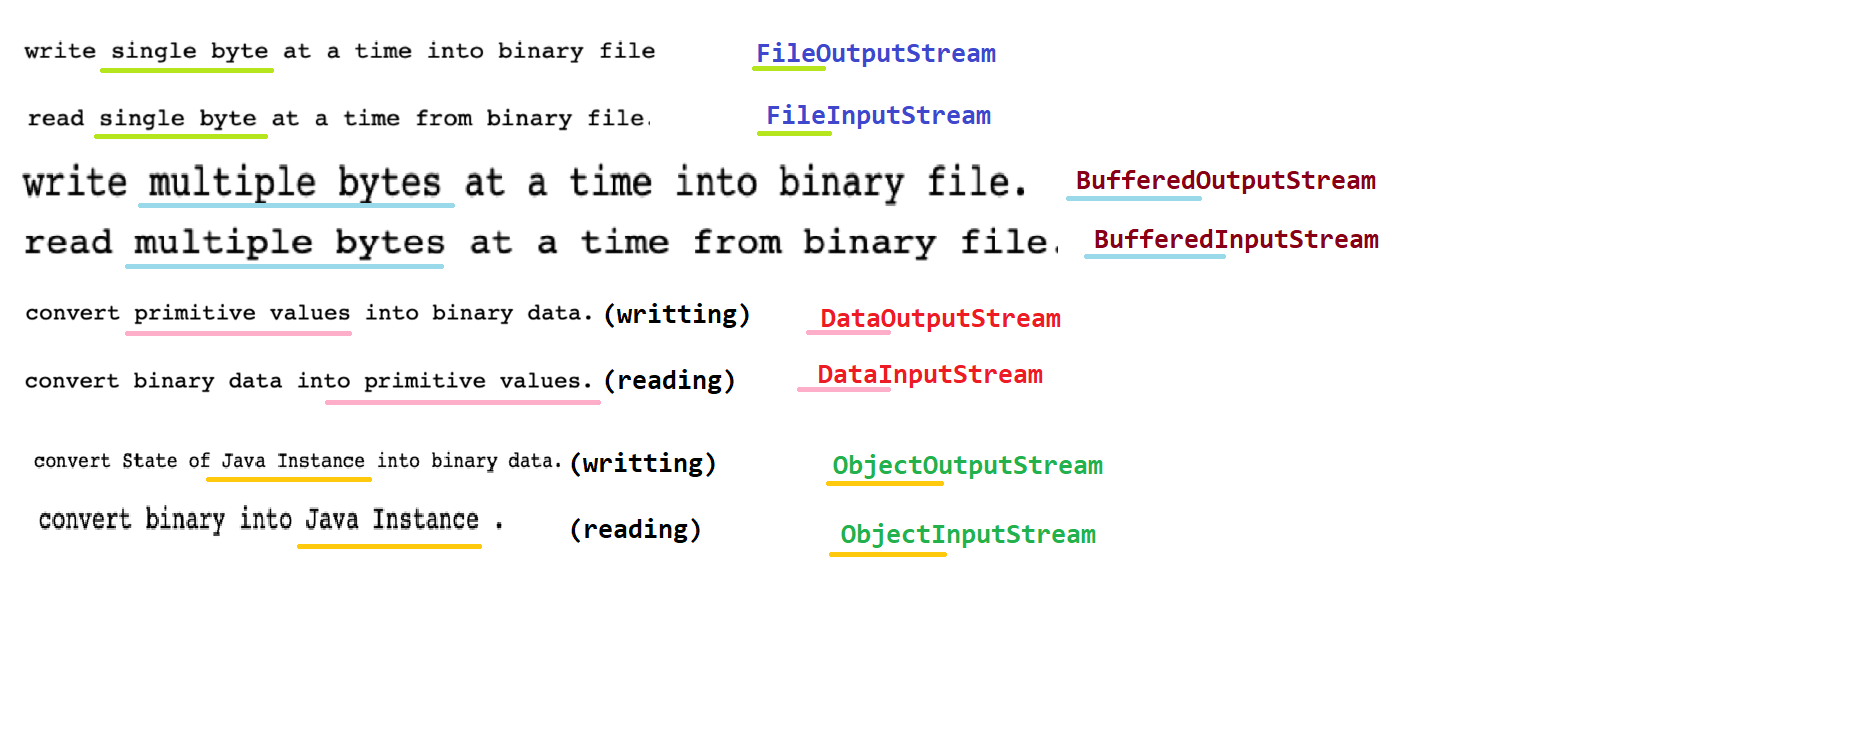 write single byte at a time into binary file FileOutputStream
read single byte at a time from binary file. FileInputStream
write multiple bytes at a time into binary file. BufferedOutputStream
read multiple bytes at a time from binary file. BufferedInputStream
convert primitive values into binary data. (writting) DataOutputStream
convert binary data into primitive values. (reading) DataInputStream
convert State of Java Instance into binary data. (writting) ObjectOutputStream
convert binary into Java Instance . (reading) ObjectInputStream